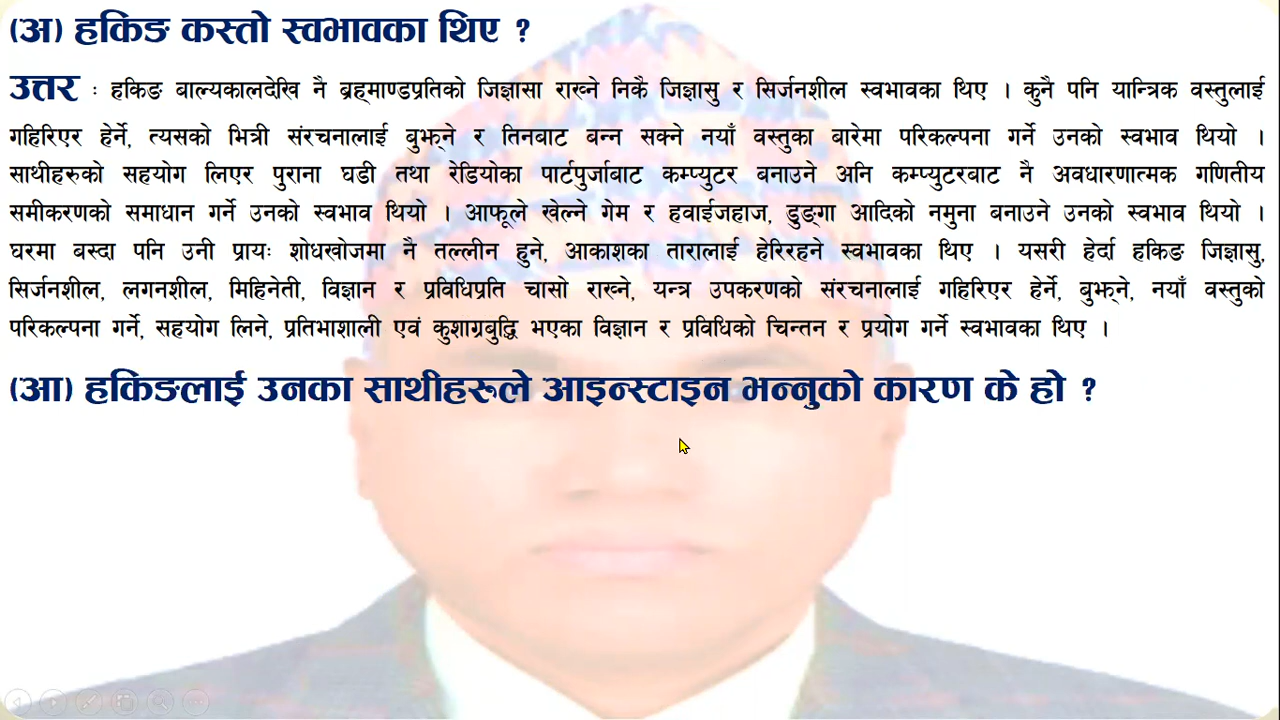 (अ) हकिङ कस्तो स्वभावका थिए ?
उत्तर : हकिङ बाल्यकालदेखि नै ब्रह्माण्डप्रतिको जिज्ञासा राख्ने निकै जिज्ञासु र सिर्जनशील स्वभावका थिए । कुनै पनि यान्त्रिक वस्तुलाई
गहिरिएर हेर्ने, त्यसको भित्री संरचनालाई बुझ्ने र तिनबाट बन्न सक्ने नयाँ वस्तुका बारेमा परिकल्पना गर्ने उनको स्वभाव थियो ।
साथीहरूको सहयोग लिएर पुराना घडी तथा रेडियोका पार्टपुर्जाबाट कम्प्युटर बनाउने अनि कम्प्युटरबाट नै अवधारणात्मक गणितीय
समीकरणको समाधान गर्ने उनको स्वभाव थियो । आफूले खेल्ने गेम र हवाईजहाज, डुङ्गा आदिको नमुना बनाउने उनको स्वभाव थियो ।
घरमा बस्दा पनि उनी प्रायः शोधखोजमा नै तल्लीन हुने, आकाशका तारालाई हेरिरहने स्वभावका थिए । यसरी हेर्दा हकिङ जिज्ञासु,
सिर्जनशील, लगनशील, मिहिनेती, विज्ञान र प्रविधिप्रति चासो राख्ने, यन्त्र उपकरणको संरचनालाई गहिरिएर हेर्ने, बुझ्ने, नयाँ वस्तुको
परिकल्पना गर्ने, सहयोग लिने, प्रतिभाशाली एवं कुशाग्रबुद्धि भएका विज्ञान र प्रविधिको चिन्तन र प्रयोग गर्ने स्वभावका थिए ।
(आ) हकिङलाई उनका साथीहरूले आइन्स्टाइन भन्नुको कारण के हो ?